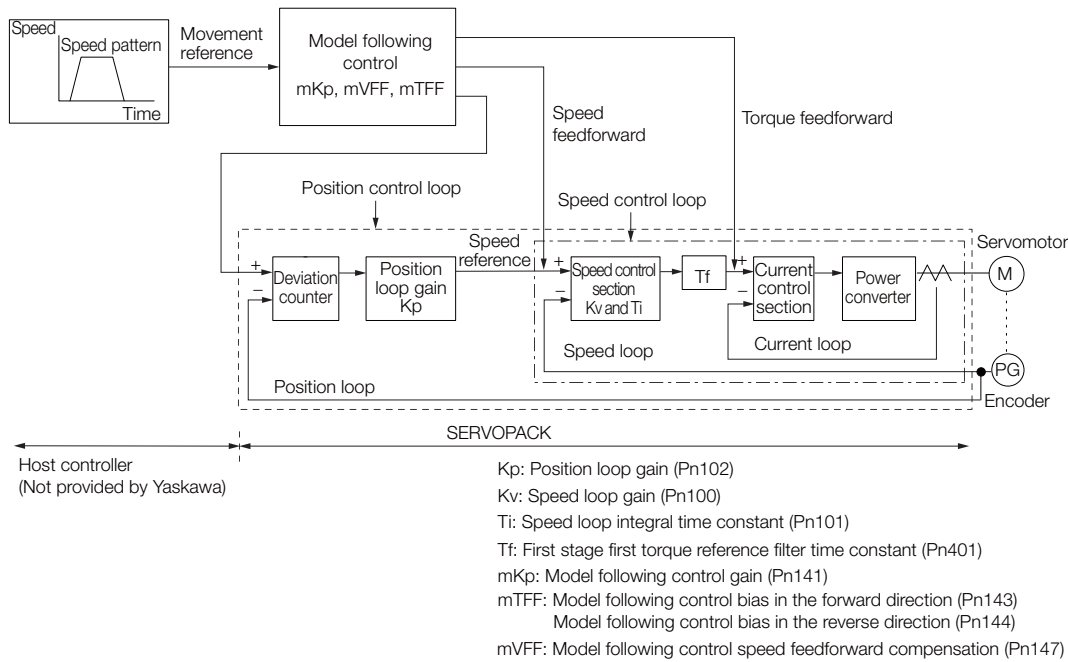 Speed
Speed pattern
Time
Movement
reference
Model following
control
mKp, mVFF, mTFF
Speed
feedforward
Torque feedforward
Position control loop
Speed control loop
Speed
reference
Servomotor
+
−
Deviation
counter
Position
loop gain
Kp
+
−
Speed control
section
Kv and Ti
Tf
+
−
Current
control
section
Power
converter
M
Speed loop
Current loop
PG
Position loop
Encoder
SERVOPACK
Host controller
(Not provided by Yaskawa)
Kp: Position loop gain (Pn102)
Kv: Speed loop gain (Pn100)
Ti: Speed loop integral time constant (Pn101)
Tf: First stage first torque reference filter time constant (Pn401)
mKp: Model following control gain (Pn141)
mTFF: Model following control bias in the forward direction (Pn143)
Model following control bias in the reverse direction (Pn144)
mVFF: Model following control speed feedforward compensation (Pn147)